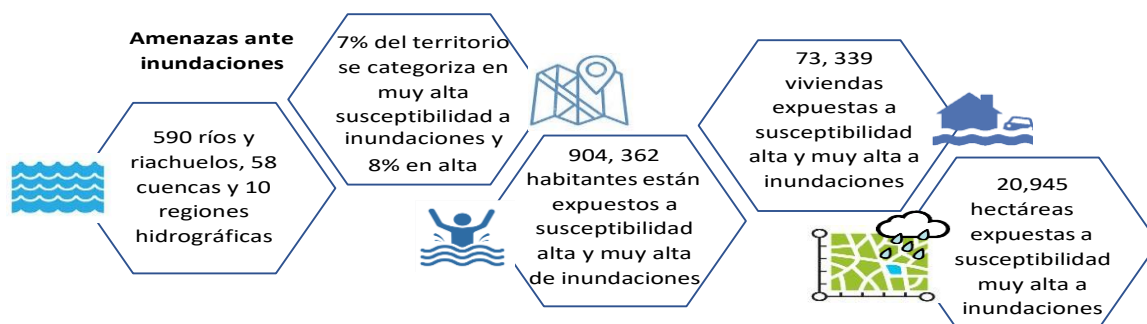 Amenazas ante
inundaciones
590 ríos y
riachuelos, 58
cuencas y 10
regiones
hidrográficas
7% del territorio
se categoriza en
muy alta
susceptibilidad a
inundaciones y
8% en alta
904, 362
habitantes están
expuestos a
susceptibilidad
alta y muy alta
de inundaciones
73, 339
viviendas
expuestas a
susceptibilidad
alta y muy alta a
inundaciones
20,945
hectáreas
expuestas a
susceptibilidad
muy alta a
inundaciones